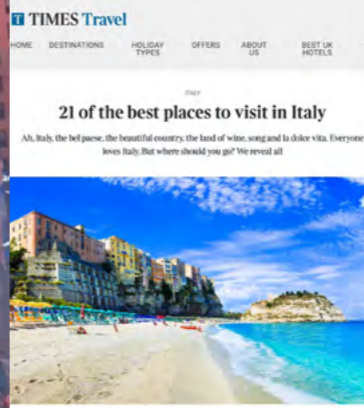 T TIMES Travel
HOME DESTINATIONS HOLIDAY TYPES OFFERS ABOUT US BEST UK HOTELS
ITALY
21 of the best places to visit in Italy
Ah, Italy, the bel paese, the beautiful country, the land of wine, song and la dolce vita. Everyone
loves Italy. But where should you go? We reveal all